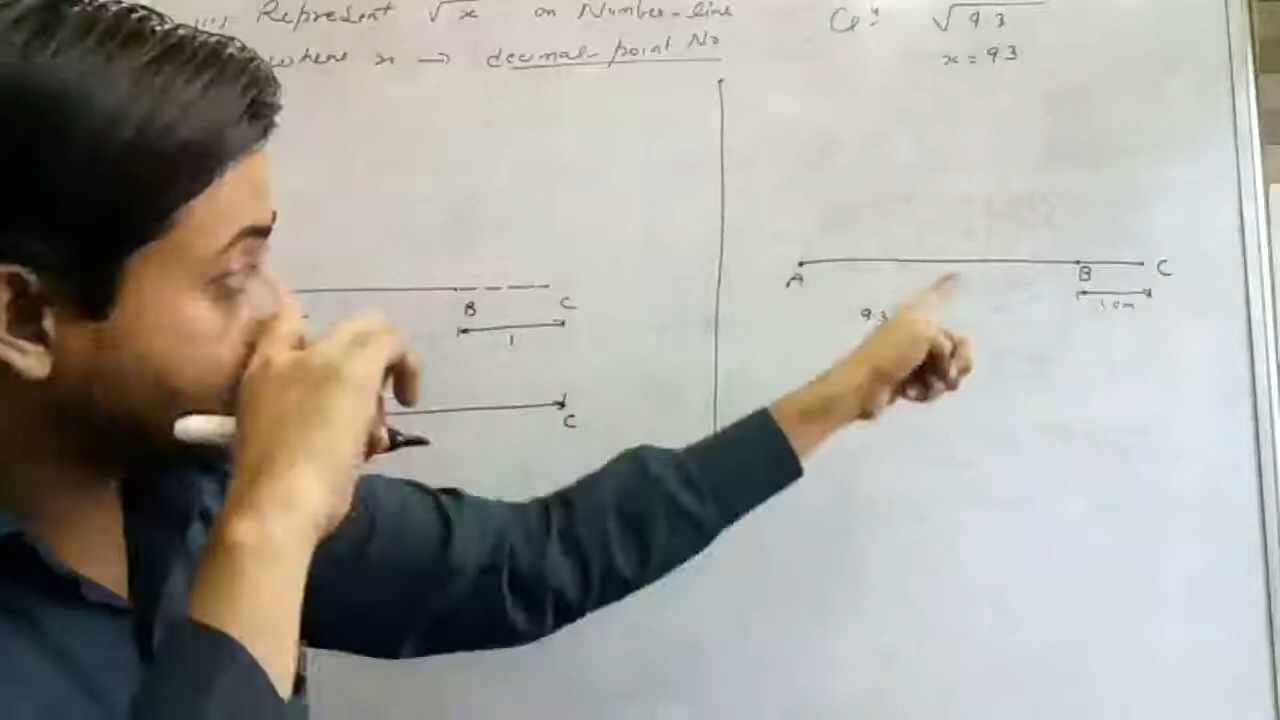 Represent √x on Number-line
where x → decimal point No
B C
1
C
Q: √93
x = 93
A B C
1 cm
93